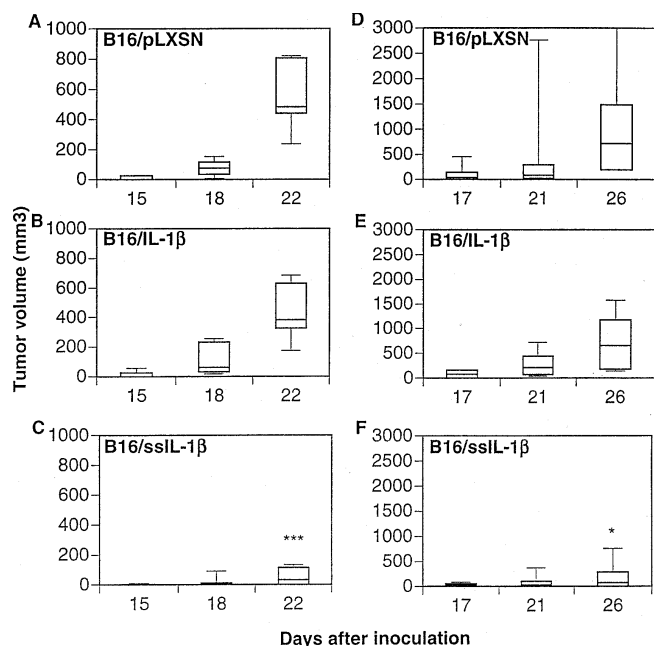 A
B16/pLXSN
1000
800
600
400
200
0
15 18 22
D
B16/pLXSN
3000
2500
2000
1500
1000
500
0
17 21 26
B
B16/IL-1β
1000
800
600
400
200
0
15 18 22
E
B16/IL-1β
3000
2500
2000
1500
1000
500
0
17 21 26
C
B16/ssIL-1β
1000
800
600
400
200
0
***
15 18 22
F
B16/ssIL-1β
3000
2500
2000
1500
1000
500
0
*
17 21 26
Tumor volume (mm3)
Days after inoculation